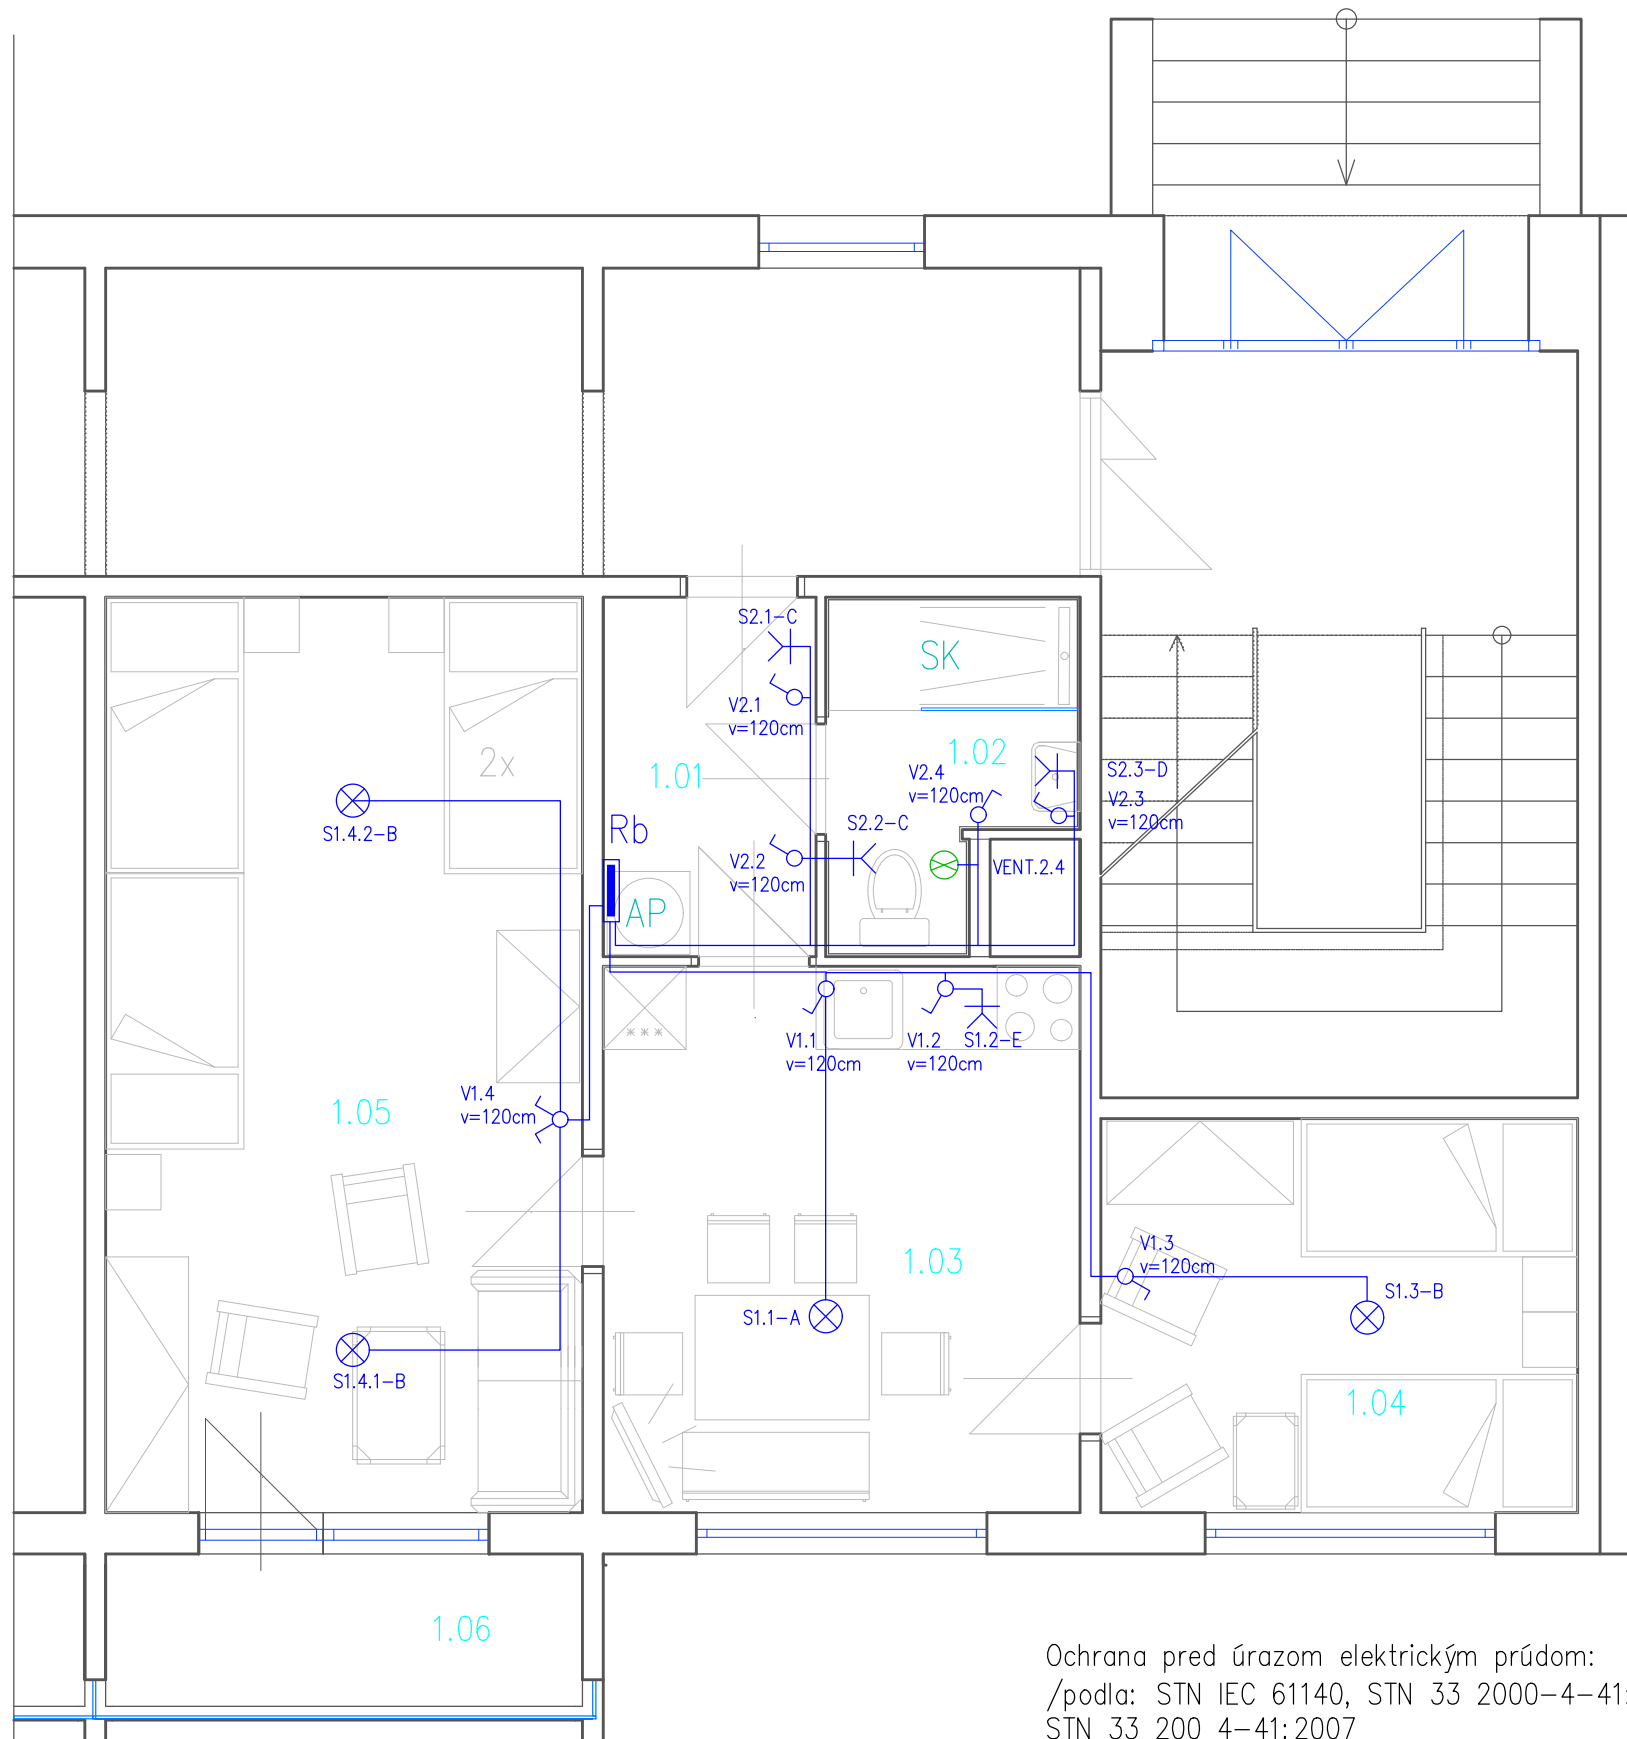 S2.1-C
SK
V2.1
v=120cm
1.01
1.02
2x
V2.4
v=120cm
S2.3-D
V2.3
v=120cm
S1.4.2-B
Rb
S2.2-C
V2.2
v=120cm
VENT.2.4
AP
V1.1
v=120cm
V1.2
v=120cm
S1.2-E
V1.4
v=120cm
1.05
1.03
V1.3
v=120cm
S1.1-A
S1.3-B
S1.4.1-B
1.04
1.06
Ochrana pred úrazom elektrickým prúdom:
/podla: STN IEC 61140, STN 33 2000-4-41:
STN 33 200 4-41:2007